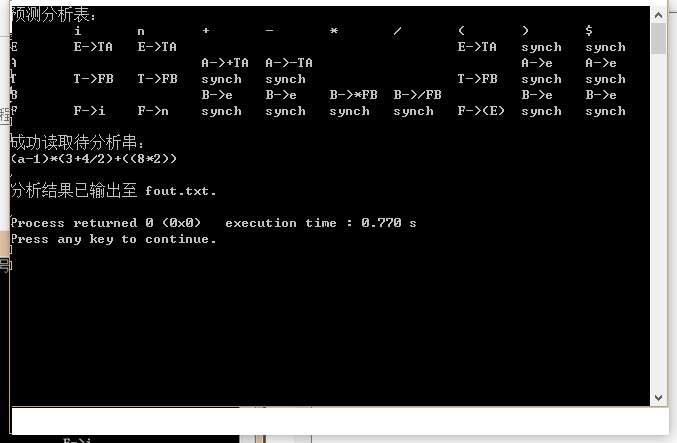 预测分析表:
i n + - * / ( ) $
E E->TA E->TA E->TA synch synch
A A->+TA A->-TA A->e A->e
T T->FB T->FB synch synch T->FB synch synch
B B->e B->e B->*FB B->/FB B->e B->e
F F->i F->n synch synch synch synch F->(E) synch synch
成功读取待分析串:
(a-1)*(3+4/2)+((8*2))
分析结果已输出至 fout.txt.
Process returned 0 (0x0) execution time : 0.770 s
Press any key to continue.
程
号
F->i